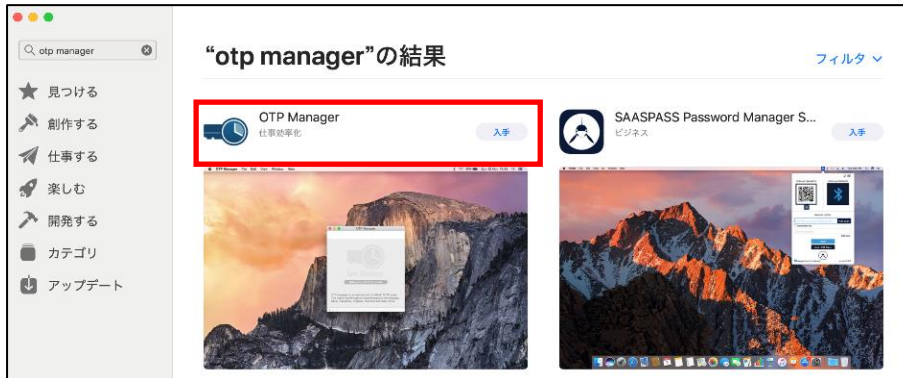 otp manager
見つける
創作する
仕事する
楽しむ
開発する
カテゴリ
アップデート
“otp manager”の結果
フィルタ
OTP Manager
仕事効率化
入手
SAASPASS Password Manager S...
ビジネス
入手